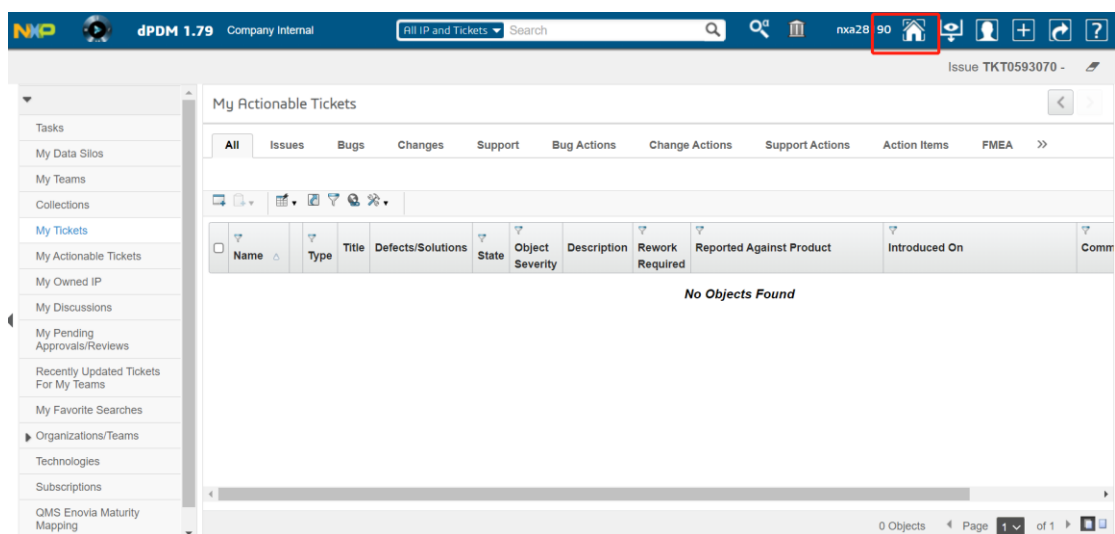 NXP dPDM 1.79 Company Internal All IP and Tickets Search nxa28 90
Issue TKT0593070 -
My Actionable Tickets
Tasks
My Data Silos
My Teams
Collections
My Tickets
My Actionable Tickets
My Owned IP
My Discussions
My Pending
Approvals/Reviews
Recently Updated Tickets
For My Teams
My Favorite Searches
Organizations/Teams
Technologies
Subscriptions
QMS Enovia Maturity
Mapping
All Issues Bugs Changes Support Bug Actions Change Actions Support Actions Action Items FMEA
Name Type Title Defects/Solutions State Object Severity Description Rework Required Reported Against Product Introduced On Comm
No Objects Found
0 Objects Page 1 of 1